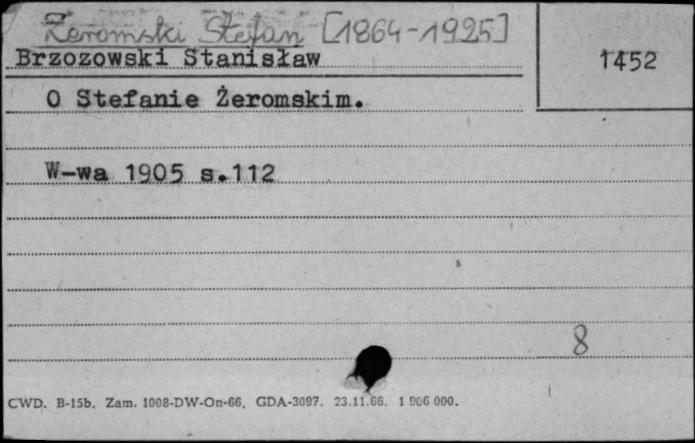 Żeromski Stefan [1864-1925]
Brzozowski Stanisław
1452
O Stefanie Żeromskim.
W-wa 1905 s.112
8
CWD. B-15b. Zam. 1008-DW-On-66. GDA-3097. 23.11.66. 1 906 000.